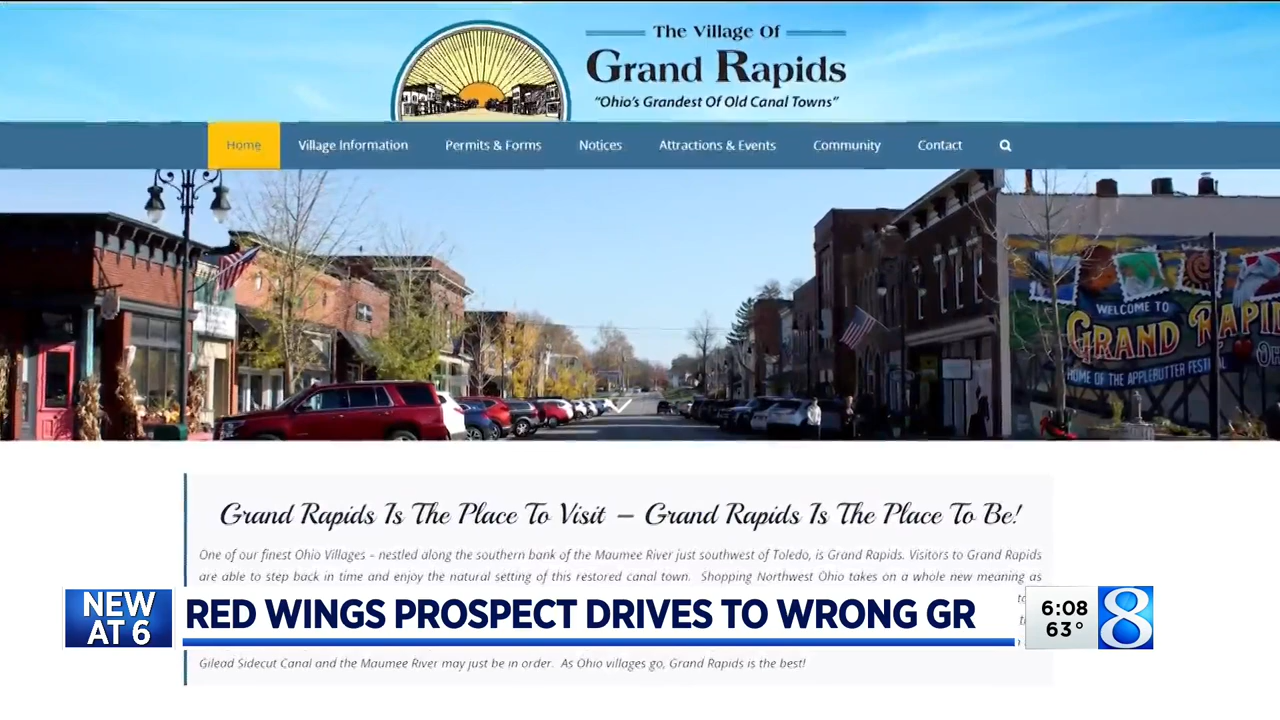 The Village Of
Grand Rapids
"Ohio's Grandest Of Old Canal Towns"
Home Village Information Permits & Forms Notices Attractions & Events Community Contact
WELCOME TO
GRAND RAPI
HOME OF THE APPLEBUTTER FESTI
Grand Rapids Is The Place To Visit – Grand Rapids Is The Place To Be!
One of our finest Ohio Villages – nestled along the southern bank of the Maumee River just southwest of Toledo, is Grand Rapids. Visitors to Grand Rapids
are able to step back in time and enjoy the natural setting of this restored canal town. Shopping Northwest Ohio takes on a whole new meaning as
NEW
AT 6
RED WINGS PROSPECT DRIVES TO WRONG GR
6:08
63°
8
Gilead Sidecut Canal and the Maumee River may just be in order. As Ohio villages go, Grand Rapids is the best!